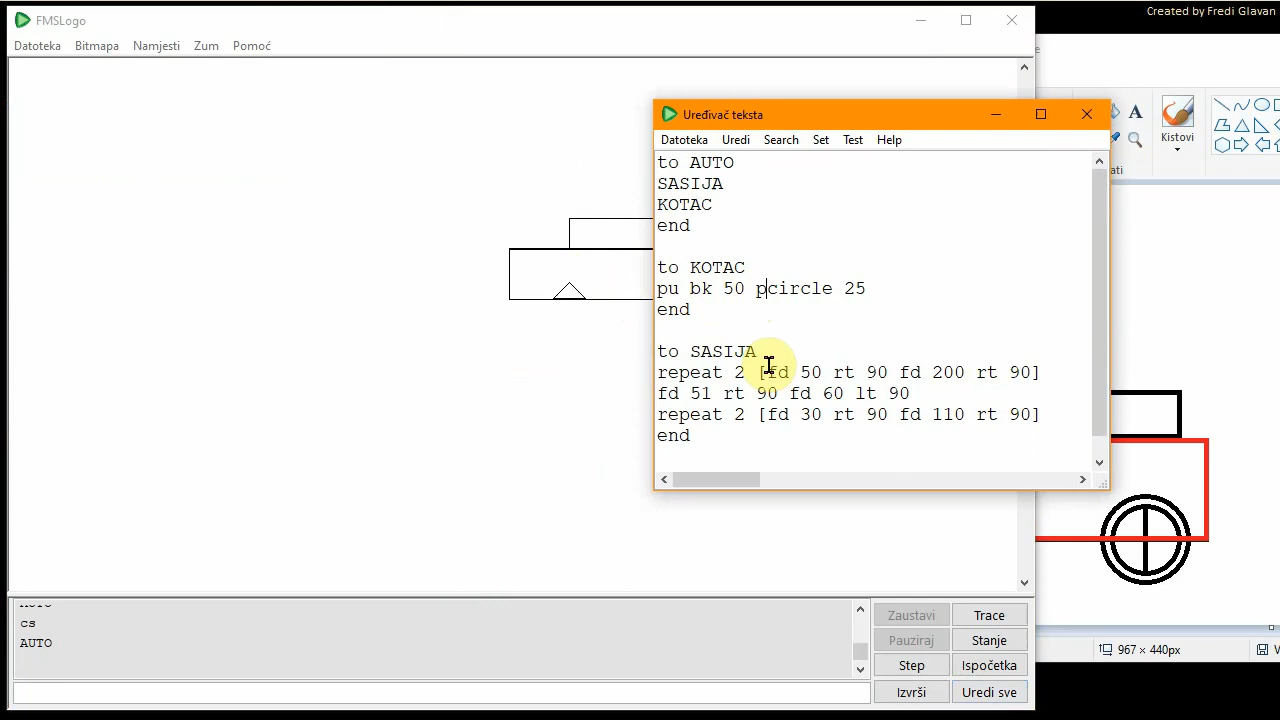 Created by Fredi Glavan
FMSLogo
Datoteka Bitmapa Namjesti Zum Pomoć
Uređivač teksta
Datoteka Uredi Search Set Test Help
to AUTO
SASIJA
KOTAC
end
to KOTAC
pu bk 50 pcircle 25
end
to SASIJA
repeat 2 [fd 50 rt 90 fd 200 rt 90]
fd 51 rt 90 fd 60 lt 90
repeat 2 [fd 30 rt 90 fd 110 rt 90]
end
A
Kistovi
ati
cs
AUTO
Zaustavi Trace
Pauziraj Stanje
Step Ispočetka
Izvrši Uredi sve
967 × 440px